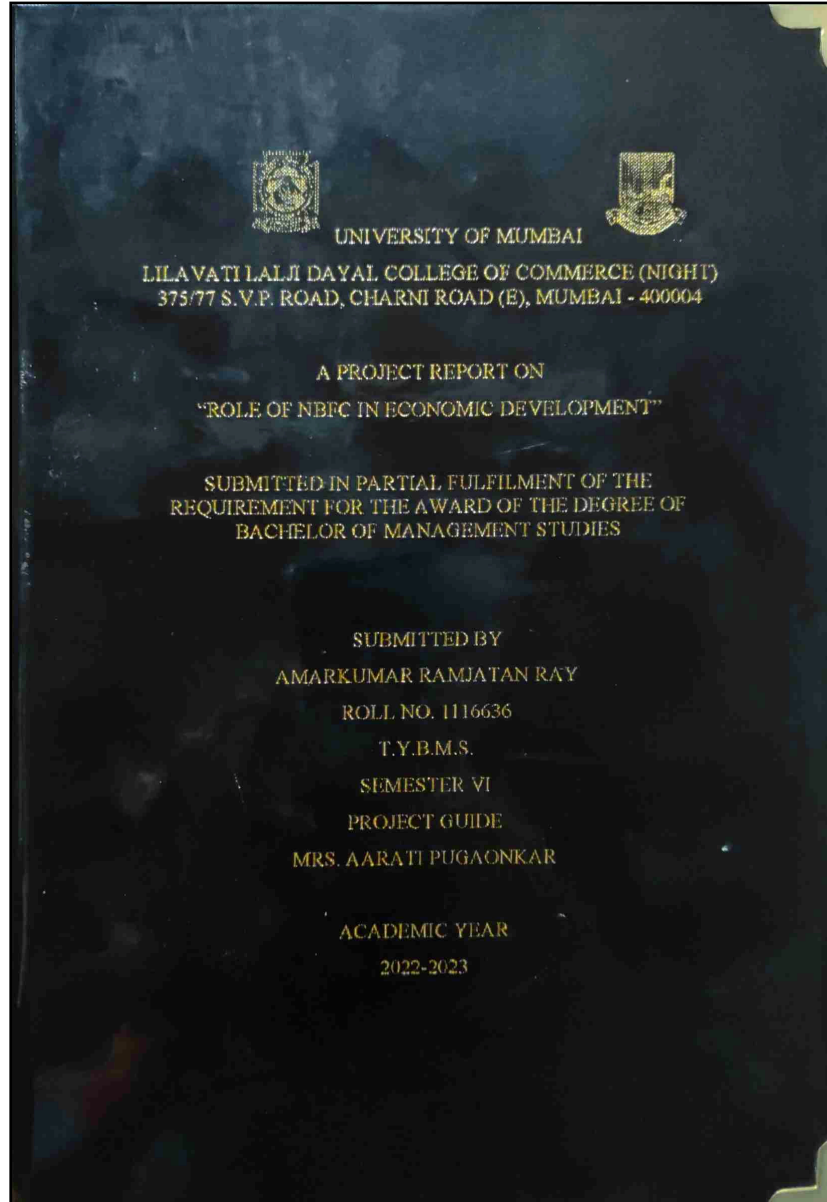 UNIVERSITY OF MUMBAI
LILAVATI LALJI DAYAL COLLEGE OF COMMERCE (NIGHT)
375/77 S.V.P. ROAD, CHARNI ROAD (E), MUMBAI - 400004
A PROJECT REPORT ON
“ROLE OF NBFC IN ECONOMIC DEVELOPMENT”
SUBMITTED IN PARTIAL FULFILMENT OF THE
REQUIREMENT FOR THE AWARD OF THE DEGREE OF
BACHELOR OF MANAGEMENT STUDIES
SUBMITTED BY
AMARKUMAR RAMJATAN RAY
ROLL NO. 1116636
T.Y.B.M.S.
SEMESTER VI
PROJECT GUIDE
MRS. AARATI PUGAONKAR
ACADEMIC YEAR
2022-2023